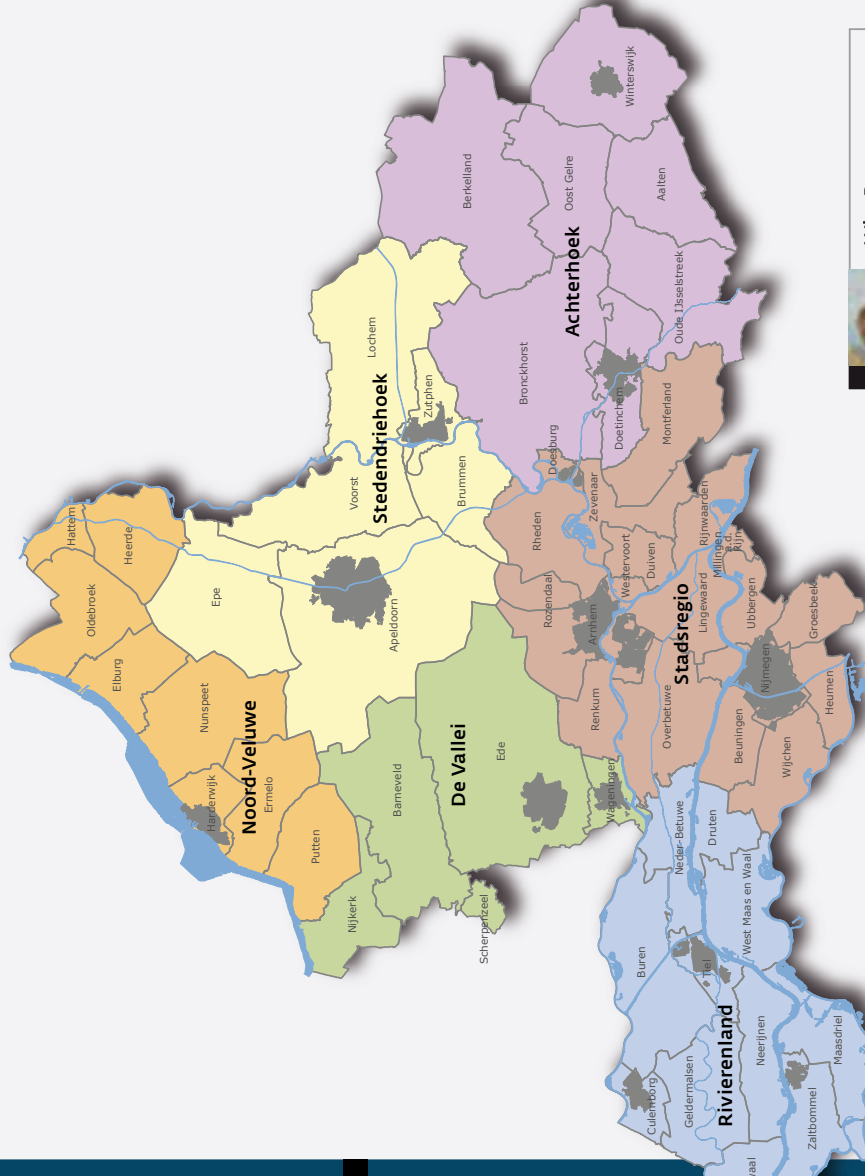 Hattem
Heerde
Oldebroek
Elburg
Epe
Nunspeet
Noord-Veluwe
Harderwijk
Ermelo
Putten
Nijkerk
Voorst
Stedendriehoek
Lochem
Zutphen
Brummen
Apeldoorn
Berkelland
Winterswijk
Oost Gelre
Aalten
Achterhoek
Bronckhorst
Oude IJsselstreek
Doetinchem
Montferland
Doesburg
Zevenaar
Rheden
Rozendaal
Arnhem
Westervoort
Duiven
Rijnwaarden
Millingen
a.d.
Rijn
Lingewaard
Stadsregio
Ubbergen
Groesbeek
Nijmegen
Heumen
Renkum
Overbetuwe
Beuningen
Wijchen
De Vallei
Ede
Barneveld
Wageningen
Scherpenzeel
Neder-Betuwe
Druten
West Maas en Waal
Buren
Tiel
Rivierenland
Culemborg
Geldermalsen
Neerijnen
Maasdriel
Zaltbommel
aal